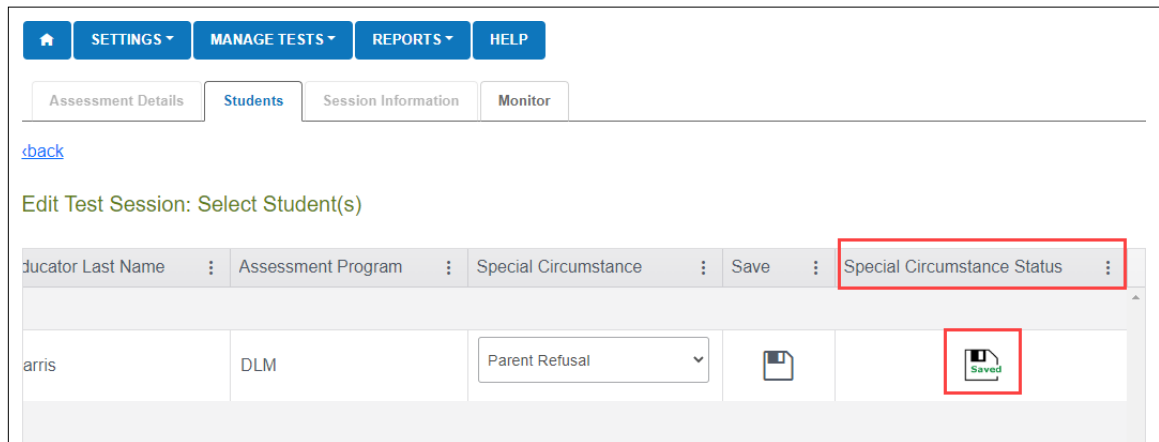 SETTINGS MANAGE TESTS REPORTS HELP
Assessment Details Students Session Information Monitor
‹back
Edit Test Session: Select Student(s)
ducator Last Name Assessment Program Special Circumstance Save Special Circumstance Status
arris DLM Parent Refusal Saved